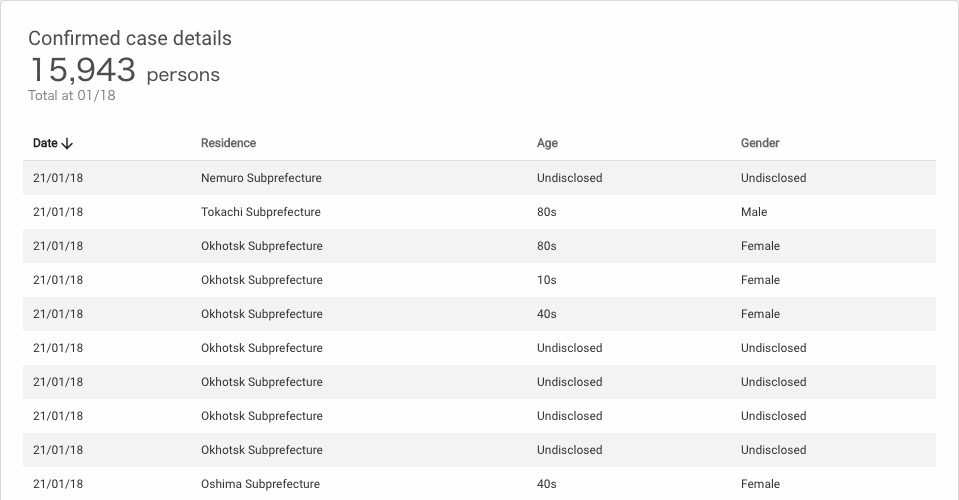 Confirmed case details
15,943 persons
Total at 01/18
Date Residence Age Gender
21/01/18 Nemuro Subprefecture Undisclosed Undisclosed
21/01/18 Tokachi Subprefecture 80s Male
21/01/18 Okhotsk Subprefecture 80s Female
21/01/18 Okhotsk Subprefecture 10s Female
21/01/18 Okhotsk Subprefecture 40s Female
21/01/18 Okhotsk Subprefecture Undisclosed Undisclosed
21/01/18 Okhotsk Subprefecture Undisclosed Undisclosed
21/01/18 Okhotsk Subprefecture Undisclosed Undisclosed
21/01/18 Okhotsk Subprefecture Undisclosed Undisclosed
21/01/18 Oshima Subprefecture 40s Female